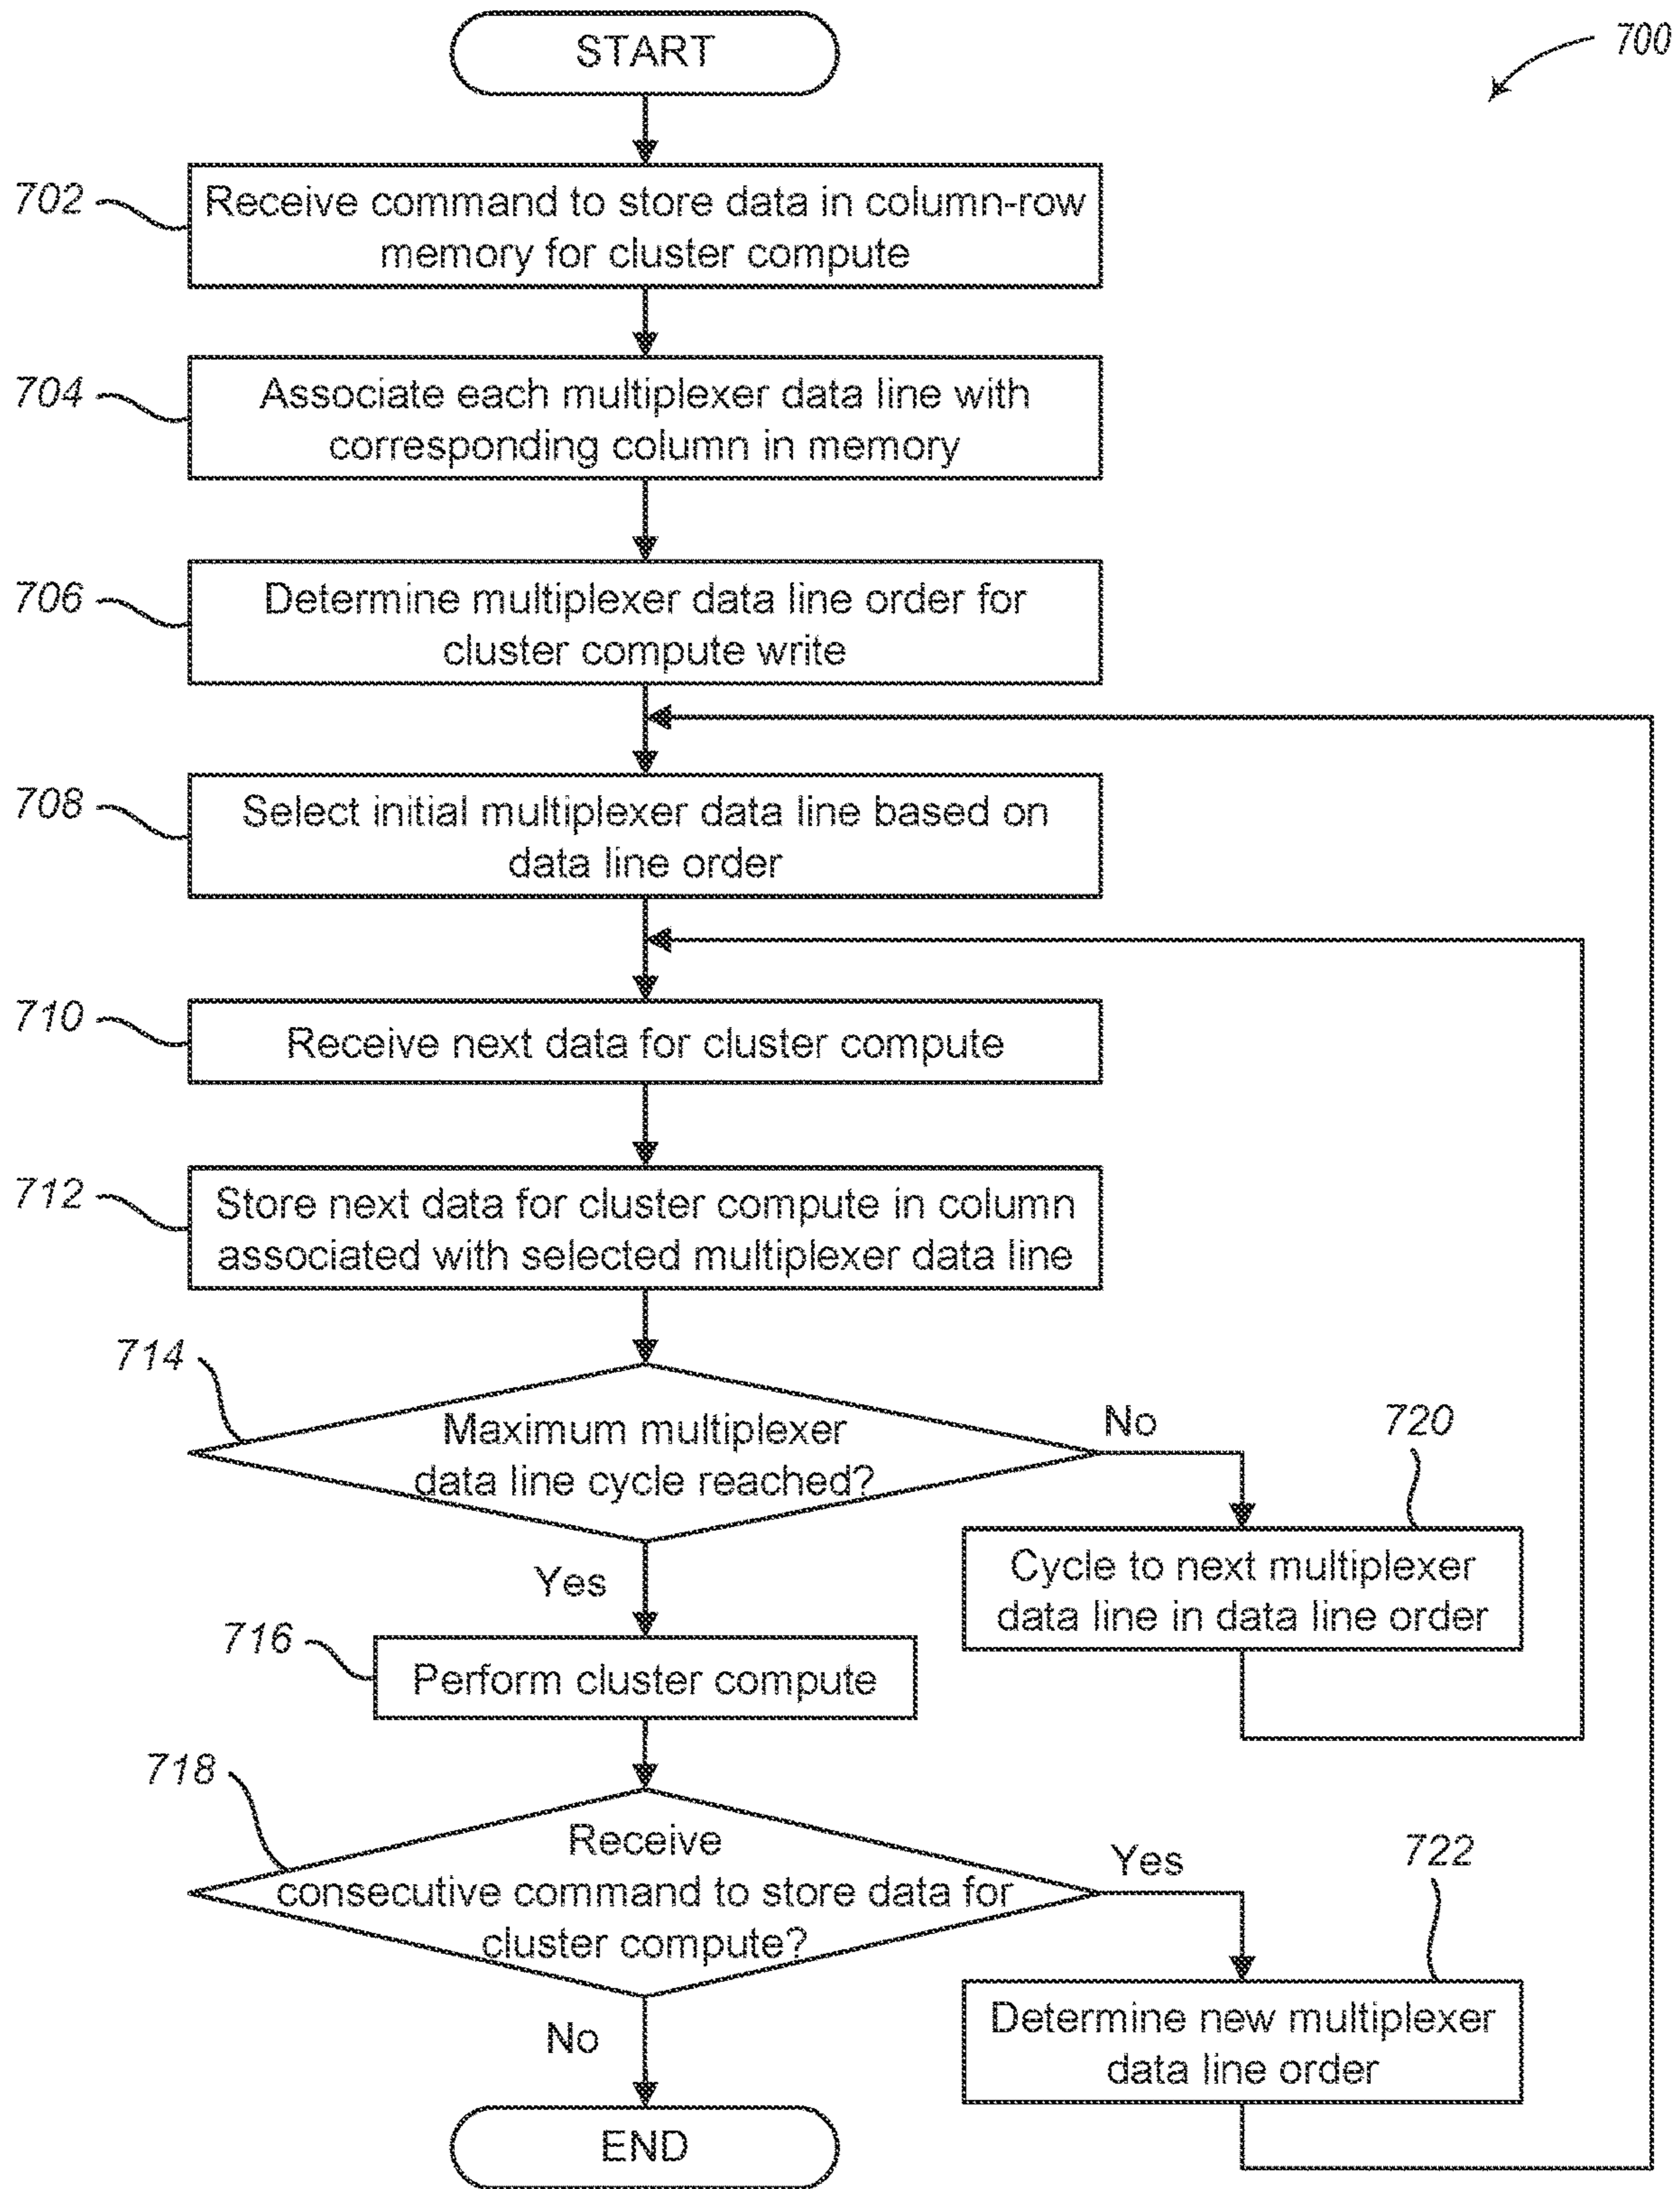 START
700
702
Receive command to store data in column-row
memory for cluster compute
704
Associate each multiplexer data line with
corresponding column in memory
706
Determine multiplexer data line order for
cluster compute write
708
Select initial multiplexer data line based on
data line order
710
Receive next data for cluster compute
712
Store next data for cluster compute in column
associated with selected multiplexer data line
714
Maximum multiplexer
data line cycle reached?
No
720
Cycle to next multiplexer
data line in data line order
Yes
716
Perform cluster compute
718
Receive
consecutive command to store data for
cluster compute?
Yes
722
Determine new multiplexer
data line order
No
END